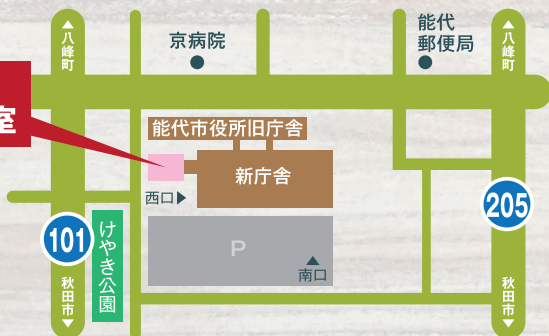 ▲八峰町
京病院
能代
郵便局
▲八峰町
室
能代市役所旧庁舎
新庁舎
西口▶
205
101
けやき公園
P
▲
南口
秋田市▼
秋田市▼